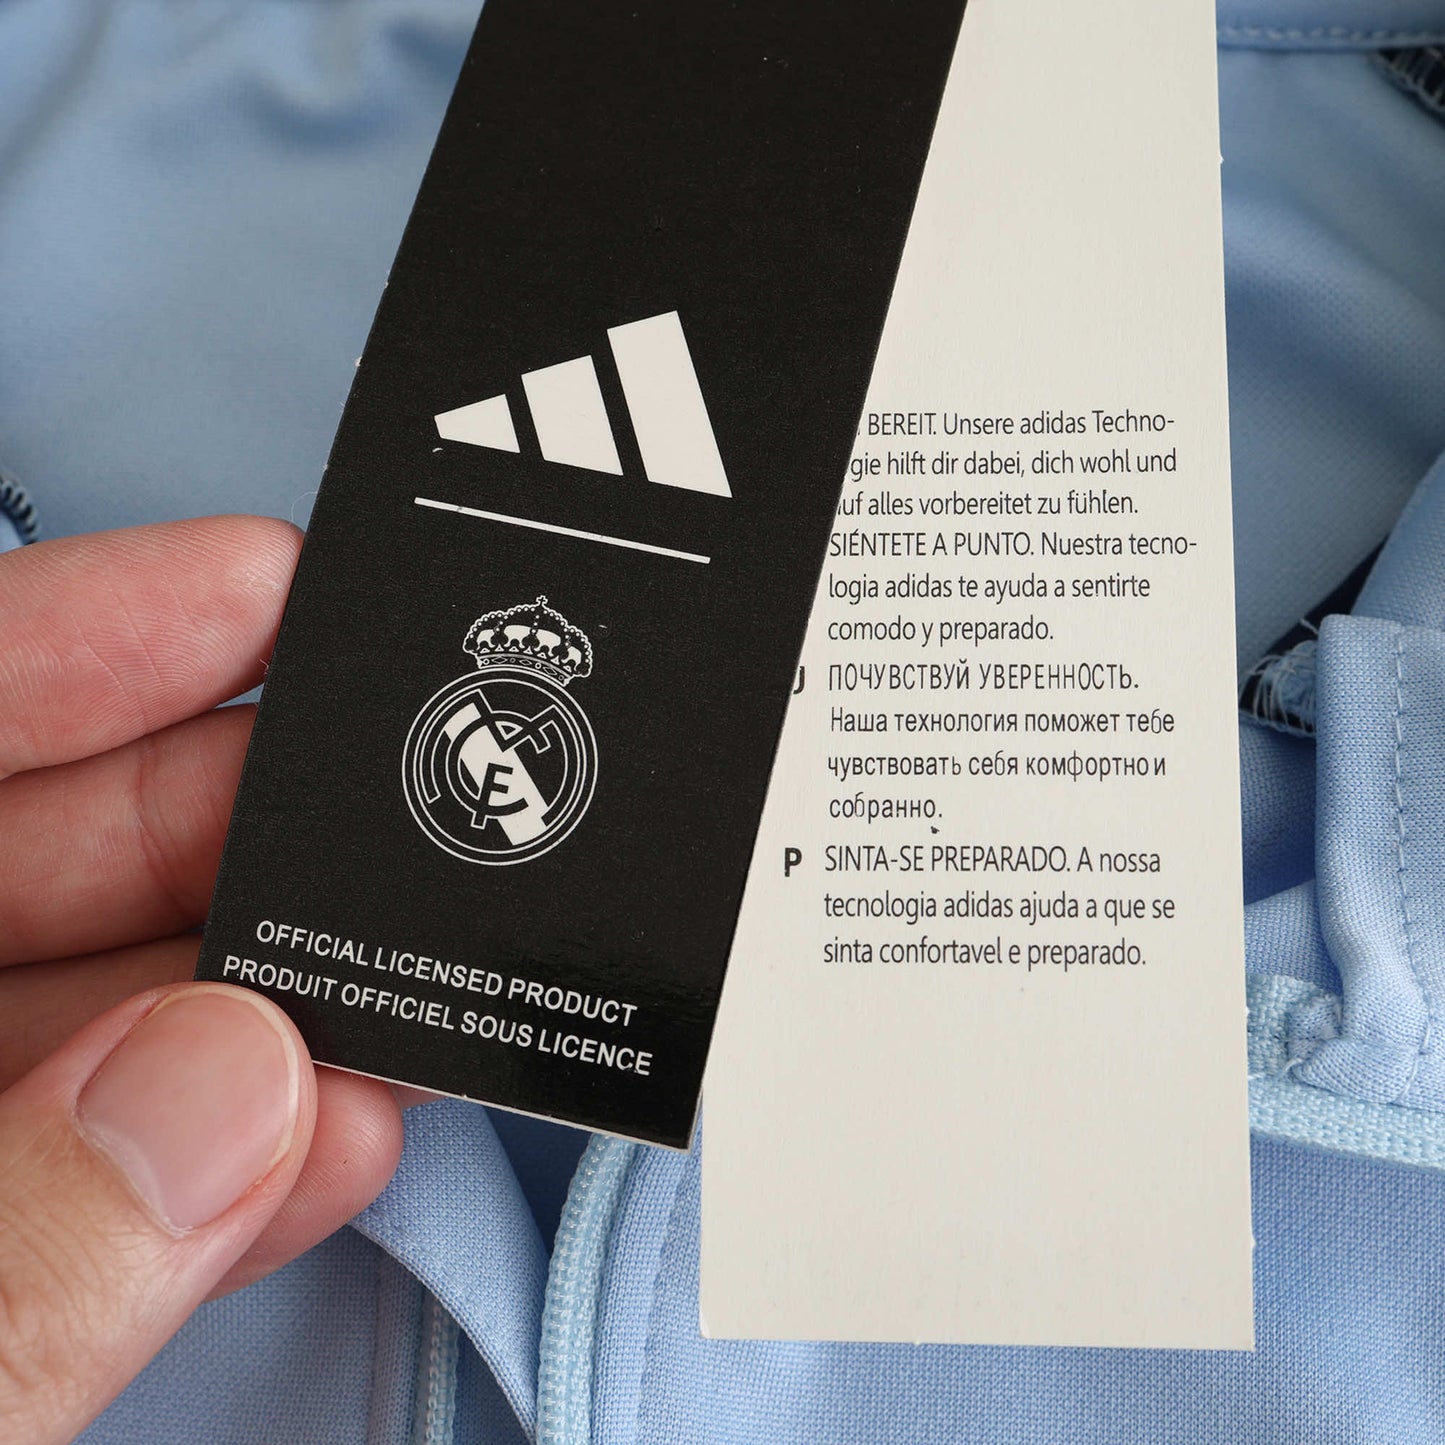 OFFICIAL LICENSED PRODUCT
PRODUIT OFFICIEL SOUS LICENCE
BEREIT. Unsere adidas Techno-
gie hilft dir dabei, dich wohl und
uf alles vorbereitet zu fühlen.
SIÉNTETE A PUNTO. Nuestra tecno-
logia adidas te ayuda a sentirte
comodo y preparado.
ПОЧУВСТВУЙ УВЕРЕННОСТЬ.
Наша технология поможет тебе
чувствовать себя комфортно и
собранно.
P SINTA-SE PREPARADO. A nossa
tecnologia adidas ajuda a que se
sinta confortavel e preparado.